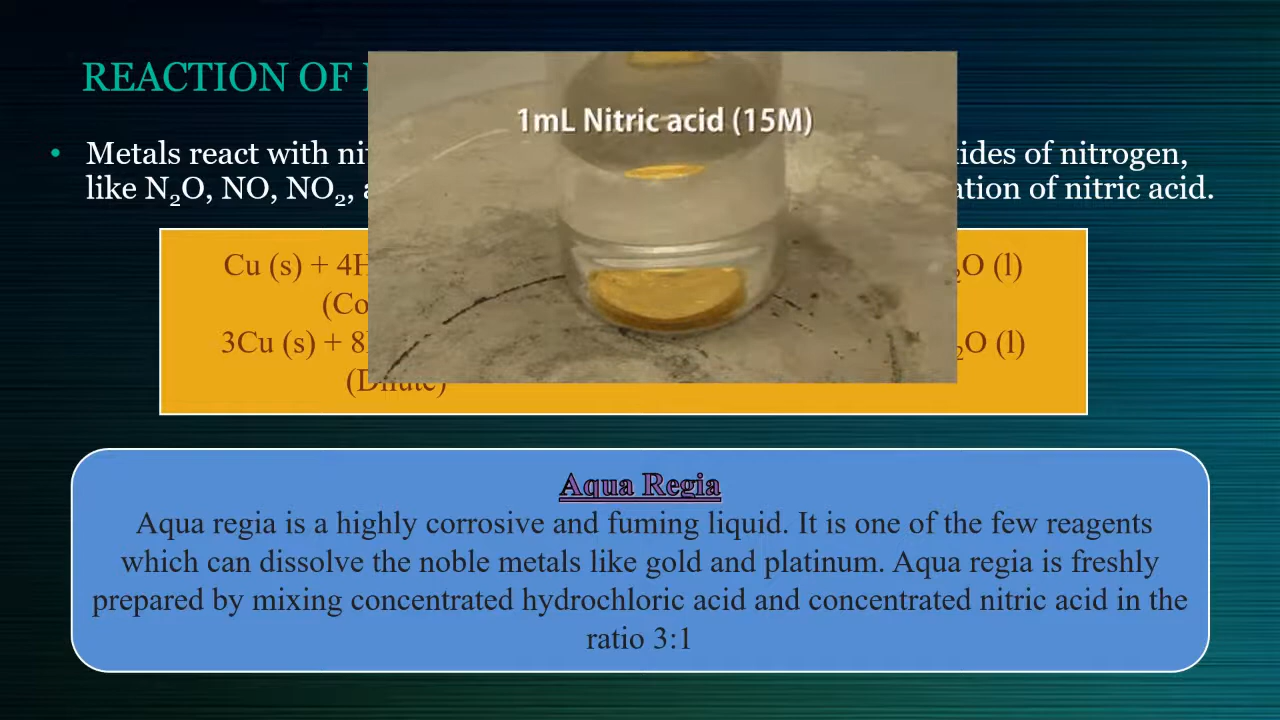 REACTION OF
1mL Nitric acid (15M)
• Metals react with ides of nitrogen,
like N₂O, NO, NO₂, ation of nitric acid.
Cu (s) + 4H ₂O (l)
(Co
3Cu (s) + 8 ₂O (l)
(Dilute)
Aqua Regia
Aqua regia is a highly corrosive and fuming liquid. It is one of the few reagents
which can dissolve the noble metals like gold and platinum. Aqua regia is freshly
prepared by mixing concentrated hydrochloric acid and concentrated nitric acid in the
ratio 3:1